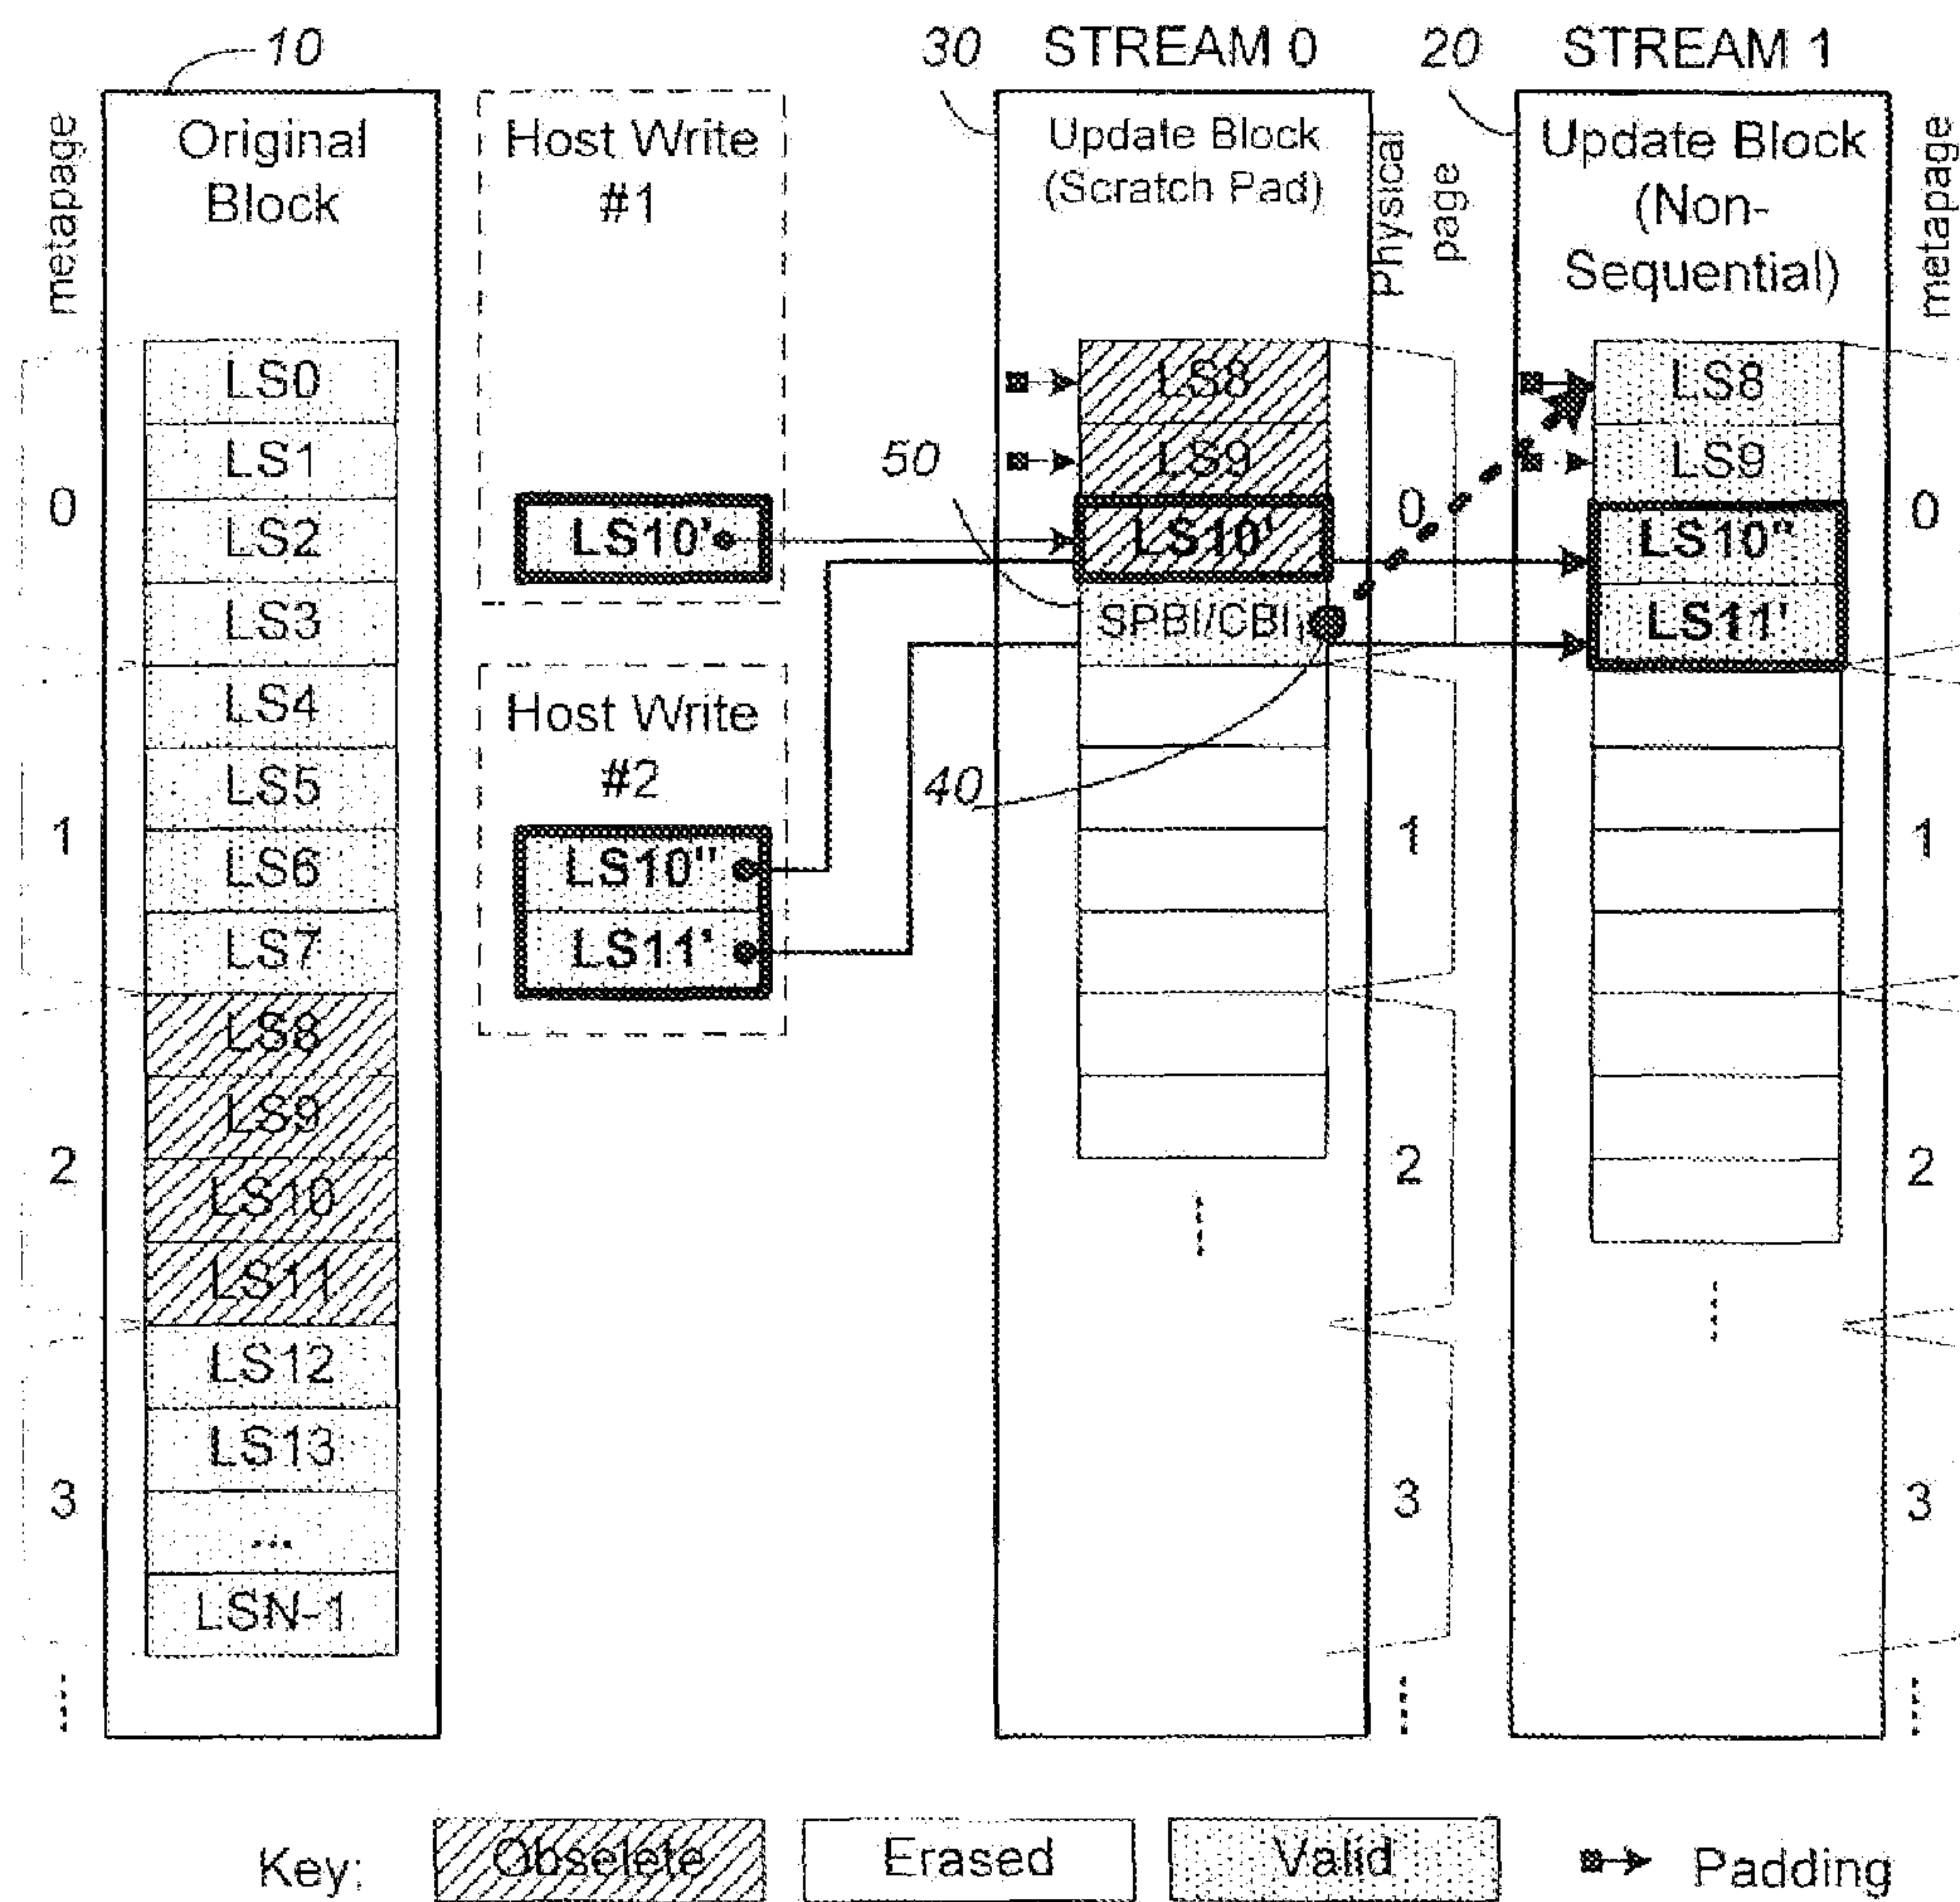 10
30
STREAM 0
20
STREAM 1
metapage
Original
Block
Host Write
#1
Update Block
(Scratch Pad)
Physical
page
Update Block
(Non-
Sequential)
metapage
LS0
LS1
LS2
LS3
0
LS4
LS5
LS6
LS7
1
LS8
LS9
LS10
LS11
2
LS12
LS13
...
LSN-1
3
....
LS10'
Host Write
#2
LS10"
LS11'
50
40
LS8
LS9
LS10'
SPBI/CBI
....
0
1
2
3
....
LS8
LS9
LS10"
LS11'
....
0
1
2
3
....
Key:
Obselete
Erased
Valid
Padding